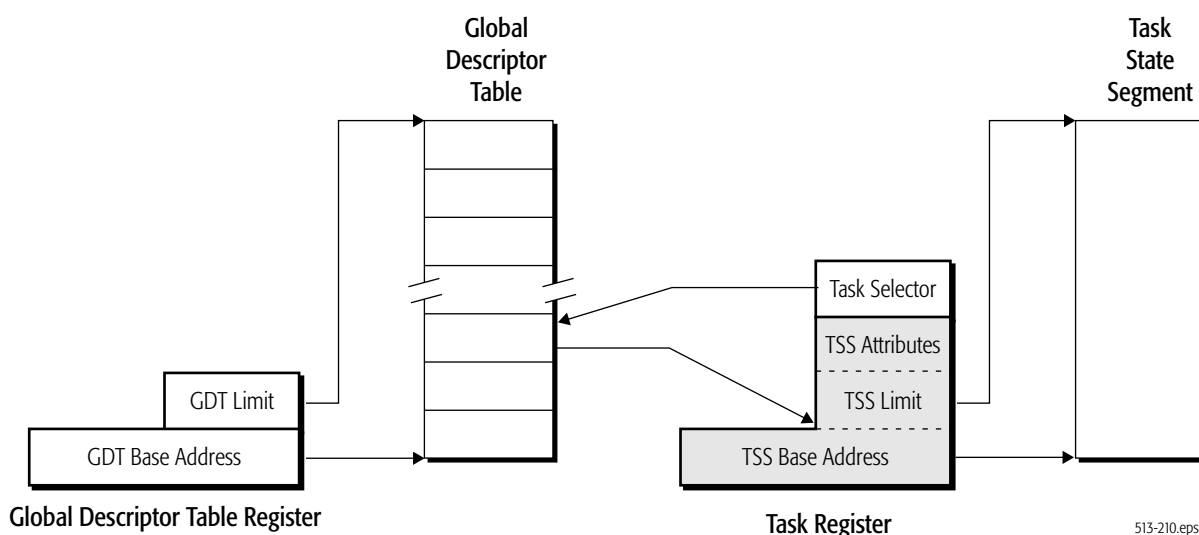 Global
Descriptor
Table
Task
State
Segment
Task Selector
TSS Attributes
GDT Limit
TSS Limit
GDT Base Address
TSS Base Address
Global Descriptor Table Register
Task Register
513-210.eps